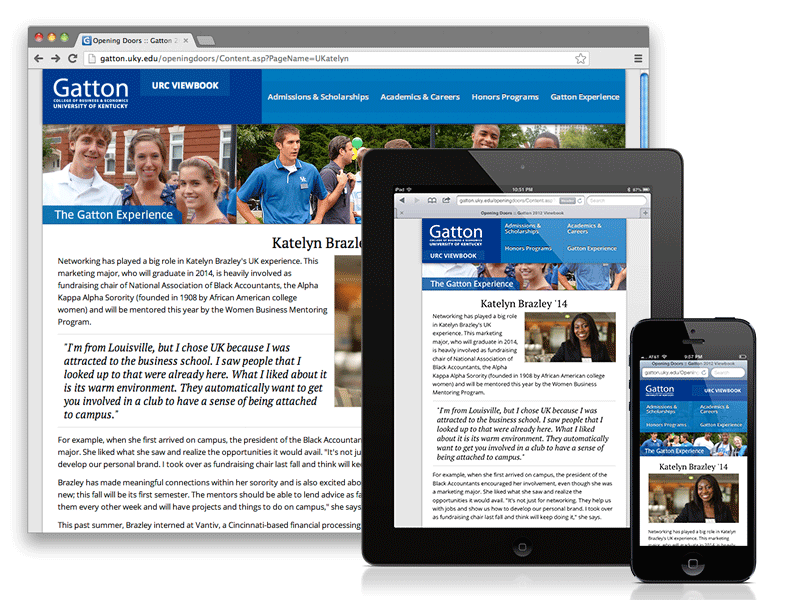 Opening Doors :: Gatton 2
gatton.uky.edu/openingdoors/Content.asp?PageName=UKatelyn
Gatton
COLLEGE OF BUSINESS & ECONOMICS
UNIVERSITY OF KENTUCKY
URC VIEWBOOK
Admissions & Scholarships
Academics & Careers
Honors Programs
Gatton Experience
The Gatton Experience
Katelyn Brazle
Networking has played a big role in Katelyn Brazley's UK experience. This
marketing major, who will graduate in 2014, is heavily involved as
fundraising chair of National Association of Black Accountants, the Alpha
Kappa Alpha Sorority (founded in 1908 by African American college
women) and will be mentored this year by the Women Business Mentoring
Program.
"I'm from Louisville, but I chose UK because I was
attracted to the business school. I saw people that I
looked up to that were already here. What I liked about it
is its warm environment. They automatically want to get
you involved in a club to have a sense of being attached
to campus."
For example, when she first arrived on campus, the president of the Black Accountan
major. She liked what she saw and realize the opportunities it would avail. "It's not ju
develop our personal brand. I took over as fundraising chair last fall and think will kee
Brazley has made meaningful connections within her sorority and is also excited abo
new; this fall will be its first semester. The mentors should be able to lend advice as fa
them every other week and will have projects and things to do on campus," she says
This past summer, Brazley interned at Vantiv, a Cincinnati-based financial processing
iPad
10:51 PM
87%
gatton.uky.edu/openingdoors/Content.asp
Reader
Search
Opening Doors :: Gatton 2012 Viewbook
Gatton
COLLEGE OF BUSINESS & ECONOMICS
UNIVERSITY OF KENTUCKY
URC VIEWBOOK
Admissions &
Scholarships
Academics &
Careers
Honors Programs
Gatton Experience
The Gatton Experience
Katelyn Brazley '14
Networking has played a big role
in Katelyn Brazley's UK
experience. This marketing
major, who will graduate in 2014,
is heavily involved as fundraising
chair of National Association of
Black Accountants, the Alpha
Kappa Alpha Sorority (founded in 1908 by African American college
women) and will be mentored this year by the Women Business
Mentoring Program.
"I'm from Louisville, but I chose UK because I was
attracted to the business school. I saw people that I
looked up to that were already here. What I liked
about it is its warm environment. They automatically
want to get you involved in a club to have a sense of
being attached to campus."
For example, when she first arrived on campus, the president of the
Black Accountants encouraged her involvement, even though she was
a marketing major. She liked what she saw and realize the
opportunities it would avail. "It's not just for networking. They help us
with jobs and show us how to develop our personal brand. I took over
as fundraising chair last fall and think will keep doing it," she says.
AT&T
9:57 PM
Opening Doors :: Gatton 2012 Viewbook
gatton.uky.edu/Openin
Search
Gatton
URC VIEWBOOK
Admissions &
Scholarships
Academics &
Careers
Honors Programs
Gatton Experience
The Gatton Experience
Katelyn Brazley '14
Networking has played a big role in Katelyn
Brazley's UK experience. This marketing